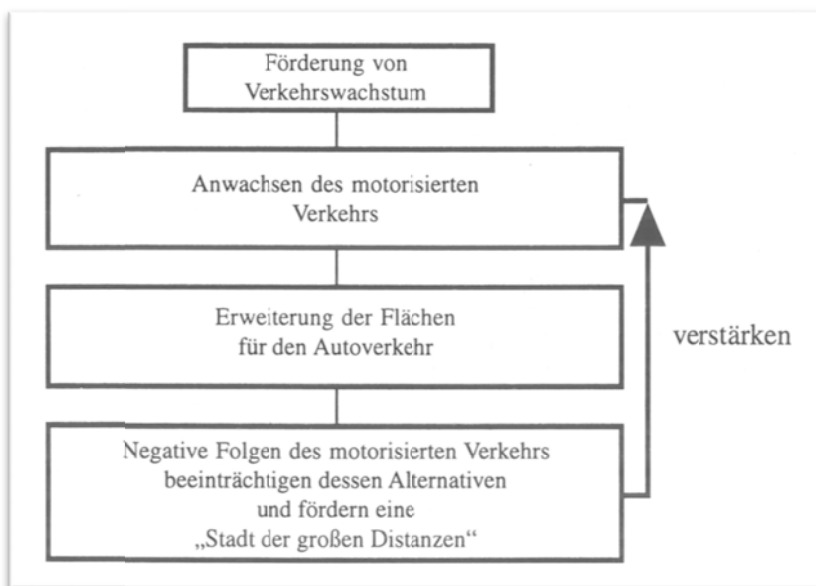 Förderung von
Verkehrswachstum
Anwachsen des motorisierten
Verkehrs
Erweiterung der Flächen
für den Autoverkehr
verstärken
Negative Folgen des motorisierten Verkehrs
beeinträchtigen dessen Alternativen
und fördern eine
„Stadt der großen Distanzen“